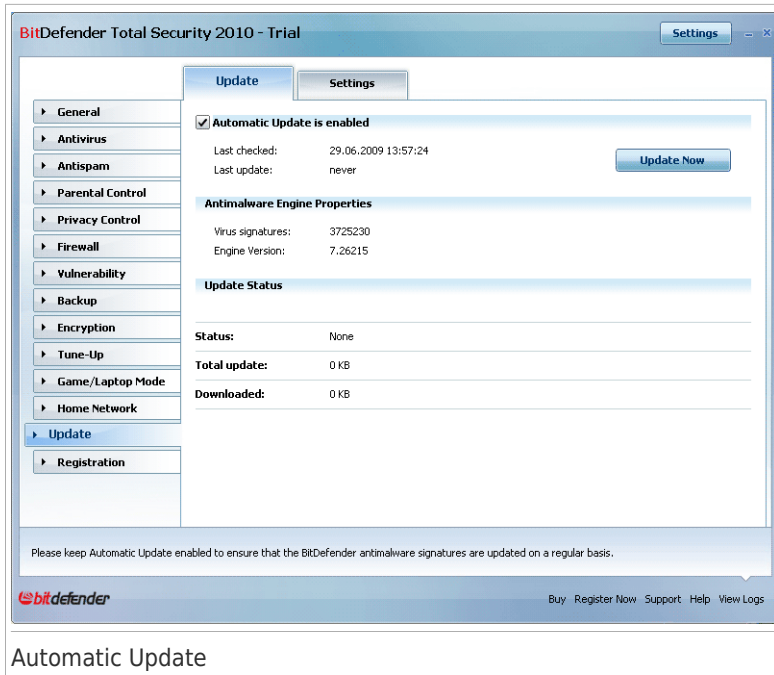 BitDefender Total Security 2010 - Trial
Settings
Update
Settings
General
Antivirus
Antispam
Parental Control
Privacy Control
Firewall
Vulnerability
Backup
Encryption
Tune-Up
Game/Laptop Mode
Home Network
Update
Registration
Automatic Update is enabled
Last checked: 29.06.2009 13:57:24
Last update: never
Update Now
Antimalware Engine Properties
Virus signatures: 3725230
Engine Version: 7.26215
Update Status
Status: None
Total update: 0 KB
Downloaded: 0 KB
Please keep Automatic Update enabled to ensure that the BitDefender antimalware signatures are updated on a regular basis.
bitdefender
Buy Register Now Support Help View Logs
Automatic Update